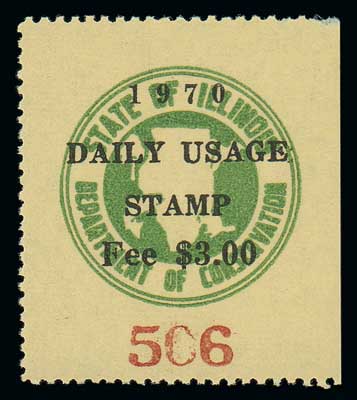 1970
STATE OF ILLINOIS
DAILY USAGE
STAMP
Fee $3.00
DEPARTMENT OF CONSERVATION
506